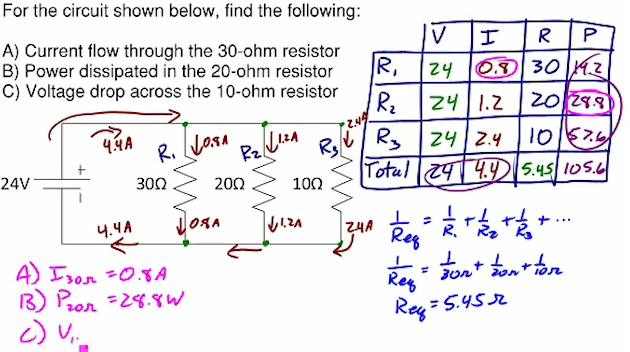 For the circuit shown below, find the following:
A) Current flow through the 30-ohm resistor
B) Power dissipated in the 20-ohm resistor
C) Voltage drop across the 10-ohm resistor
V I R P
R₁ 24 0.8 30 19.2
R₂ 24 1.2 20 28.8
R₃ 24 2.4 10 57.6
Total 24 4.4 5.45 105.6
4.4A
0.8A
1.2A
2.4A
R₁ R₂ R₃
24V
+
30Ω 20Ω 10Ω
4.4A
0.8A
1.2A
2.4A
1/Req = 1/R₁ + 1/R₂ + 1/R₃ + ...
1/Req = 1/30Ω + 1/20Ω + 1/10Ω
Req = 5.45Ω
A) I₃₀Ω = 0.8A
B) P₂₀Ω = 28.8W
C) V₁